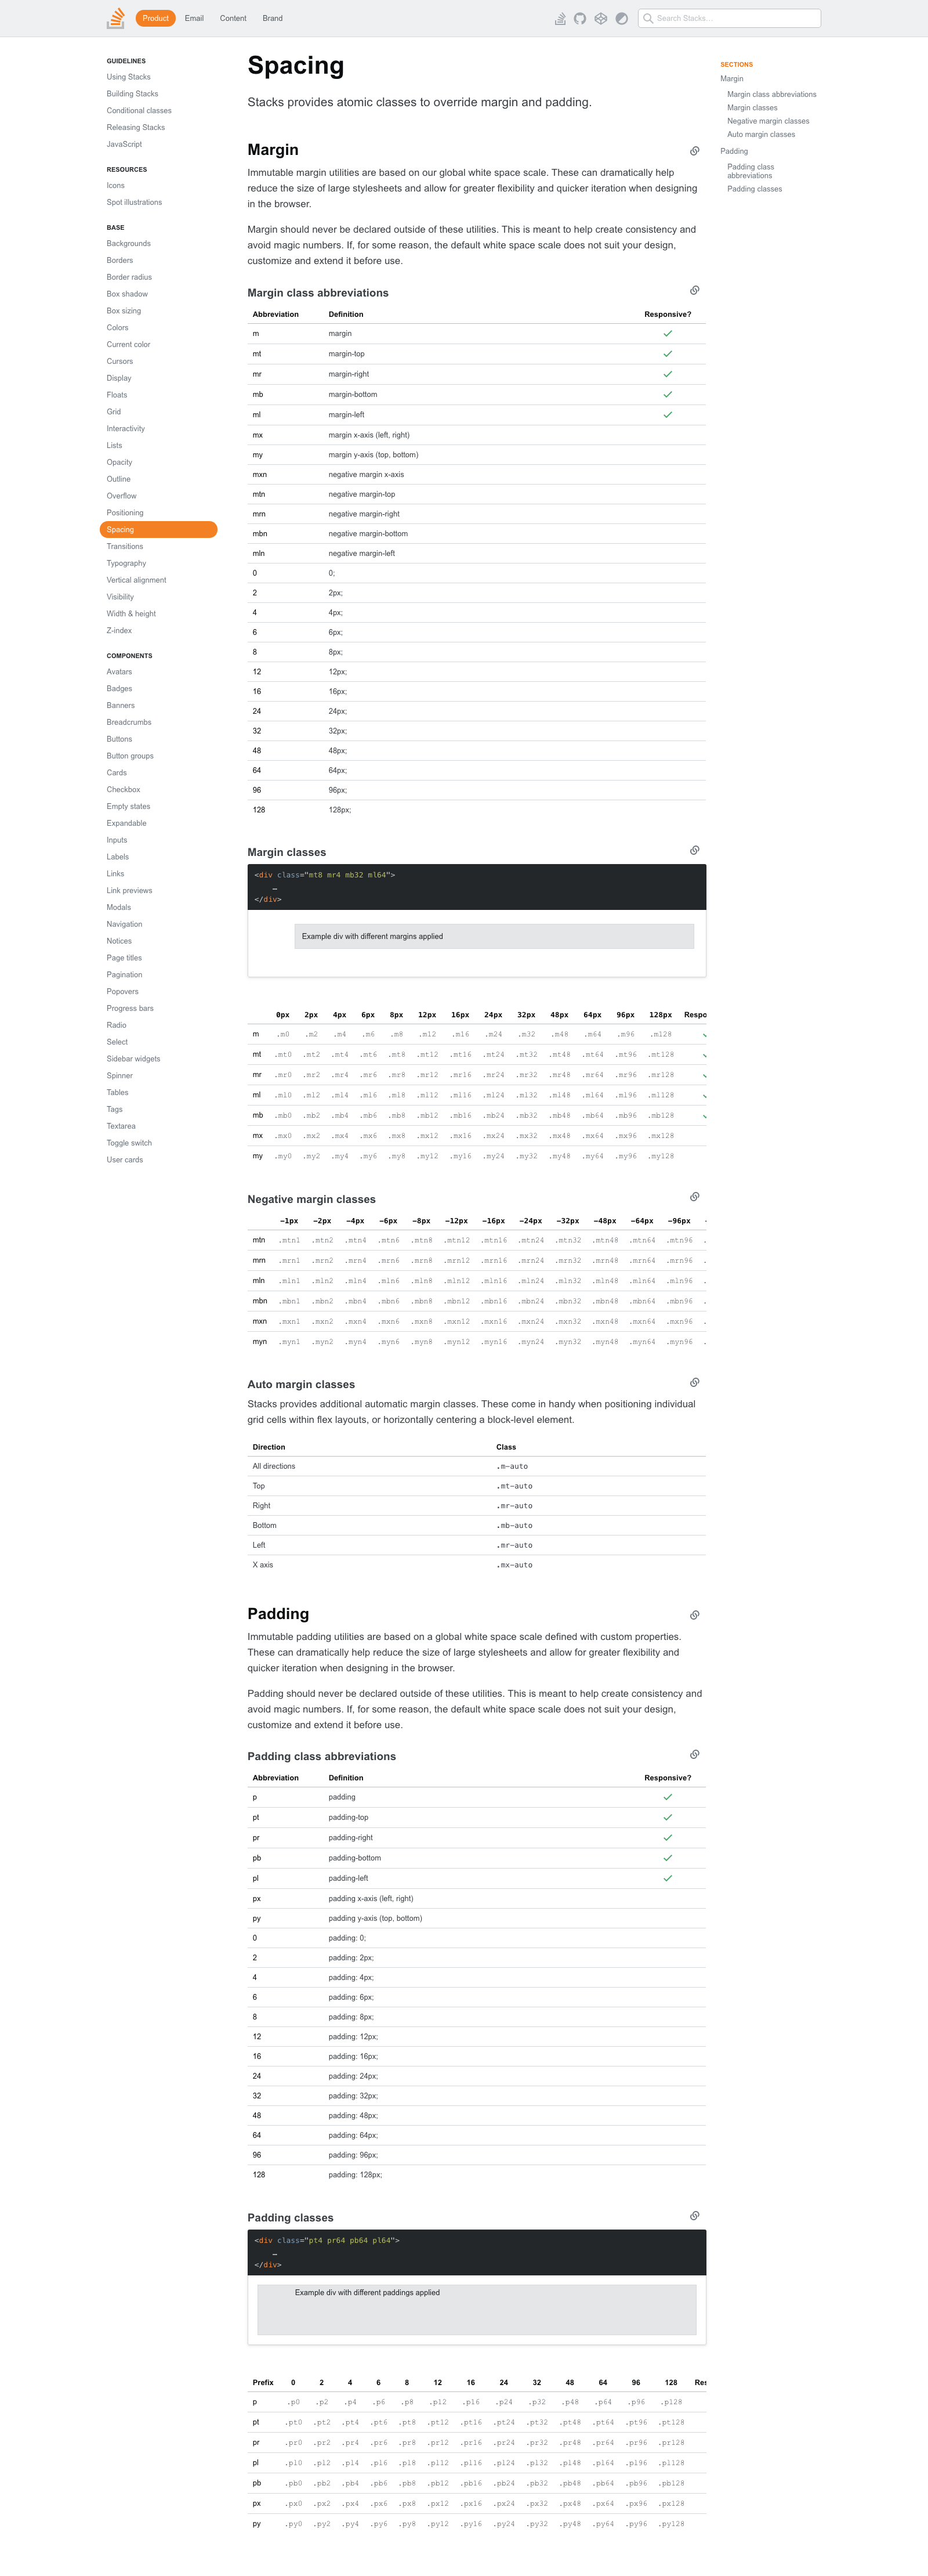 Product Email Content Brand
Search Stacks…
GUIDELINES
Using Stacks
Building Stacks
Conditional classes
Releasing Stacks
JavaScript
RESOURCES
Icons
Spot illustrations
BASE
Backgrounds
Borders
Border radius
Box shadow
Box sizing
Colors
Current color
Cursors
Display
Floats
Grid
Interactivity
Lists
Opacity
Outline
Overflow
Positioning
Spacing
Transitions
Typography
Vertical alignment
Visibility
Width & height
Z-index
COMPONENTS
Avatars
Badges
Banners
Breadcrumbs
Buttons
Button groups
Cards
Checkbox
Empty states
Expandable
Inputs
Labels
Links
Link previews
Modals
Navigation
Notices
Page titles
Pagination
Popovers
Progress bars
Radio
Select
Sidebar widgets
Spinner
Tables
Tags
Textarea
Toggle switch
User cards
Spacing
Stacks provides atomic classes to override margin and padding.
Margin
Immutable margin utilities are based on our global white space scale. These can dramatically help
reduce the size of large stylesheets and allow for greater flexibility and quicker iteration when designing
in the browser.
Margin should never be declared outside of these utilities. This is meant to help create consistency and
avoid magic numbers. If, for some reason, the default white space scale does not suit your design,
customize and extend it before use.
Margin class abbreviations
Abbreviation Definition Responsive?
m margin
mt margin-top
mr margin-right
mb margin-bottom
ml margin-left
mx margin x-axis (left, right)
my margin y-axis (top, bottom)
mxn negative margin x-axis
mtn negative margin-top
mrn negative margin-right
mbn negative margin-bottom
mln negative margin-left
0 0;
2 2px;
4 4px;
6 6px;
8 8px;
12 12px;
16 16px;
24 24px;
32 32px;
48 48px;
64 64px;
96 96px;
128 128px;
Margin classes
<div class="mt8 mr4 mb32 ml64">
…
</div>
Example div with different margins applied
0px 2px 4px 6px 8px 12px 16px 24px 32px 48px 64px 96px 128px Respo
m .m0 .m2 .m4 .m6 .m8 .m12 .m16 .m24 .m32 .m48 .m64 .m96 .m128
mt .mt0 .mt2 .mt4 .mt6 .mt8 .mt12 .mt16 .mt24 .mt32 .mt48 .mt64 .mt96 .mt128
mr .mr0 .mr2 .mr4 .mr6 .mr8 .mr12 .mr16 .mr24 .mr32 .mr48 .mr64 .mr96 .mr128
ml .ml0 .ml2 .ml4 .ml6 .ml8 .ml12 .ml16 .ml24 .ml32 .ml48 .ml64 .ml96 .ml128
mb .mb0 .mb2 .mb4 .mb6 .mb8 .mb12 .mb16 .mb24 .mb32 .mb48 .mb64 .mb96 .mb128
mx .mx0 .mx2 .mx4 .mx6 .mx8 .mx12 .mx16 .mx24 .mx32 .mx48 .mx64 .mx96 .mx128
my .my0 .my2 .my4 .my6 .my8 .my12 .my16 .my24 .my32 .my48 .my64 .my96 .my128
Negative margin classes
−1px −2px −4px −6px −8px −12px −16px −24px −32px −48px −64px −96px
mtn .mtn1 .mtn2 .mtn4 .mtn6 .mtn8 .mtn12 .mtn16 .mtn24 .mtn32 .mtn48 .mtn64 .mtn96
mrn .mrn1 .mrn2 .mrn4 .mrn6 .mrn8 .mrn12 .mrn16 .mrn24 .mrn32 .mrn48 .mrn64 .mrn96
mln .mln1 .mln2 .mln4 .mln6 .mln8 .mln12 .mln16 .mln24 .mln32 .mln48 .mln64 .mln96
mbn .mbn1 .mbn2 .mbn4 .mbn6 .mbn8 .mbn12 .mbn16 .mbn24 .mbn32 .mbn48 .mbn64 .mbn96
mxn .mxn1 .mxn2 .mxn4 .mxn6 .mxn8 .mxn12 .mxn16 .mxn24 .mxn32 .mxn48 .mxn64 .mxn96
myn .myn1 .myn2 .myn4 .myn6 .myn8 .myn12 .myn16 .myn24 .myn32 .myn48 .myn64 .myn96
Auto margin classes
Stacks provides additional automatic margin classes. These come in handy when positioning individual
grid cells within flex layouts, or horizontally centering a block-level element.
Direction Class
All directions .m-auto
Top .mt-auto
Right .mr-auto
Bottom .mb-auto
Left .mr-auto
X axis .mx-auto
Padding
Immutable padding utilities are based on a global white space scale defined with custom properties.
These can dramatically help reduce the size of large stylesheets and allow for greater flexibility and
quicker iteration when designing in the browser.
Padding should never be declared outside of these utilities. This is meant to help create consistency and
avoid magic numbers. If, for some reason, the default white space scale does not suit your design,
customize and extend it before use.
Padding class abbreviations
Abbreviation Definition Responsive?
p padding
pt padding-top
pr padding-right
pb padding-bottom
pl padding-left
px padding x-axis (left, right)
py padding y-axis (top, bottom)
0 padding: 0;
2 padding: 2px;
4 padding: 4px;
6 padding: 6px;
8 padding: 8px;
12 padding: 12px;
16 padding: 16px;
24 padding: 24px;
32 padding: 32px;
48 padding: 48px;
64 padding: 64px;
96 padding: 96px;
128 padding: 128px;
Padding classes
<div class="pt4 pr64 pb64 pl64">
…
</div>
Example div with different paddings applied
Prefix 0 2 4 6 8 12 16 24 32 48 64 96 128 Res
p .p0 .p2 .p4 .p6 .p8 .p12 .p16 .p24 .p32 .p48 .p64 .p96 .p128
pt .pt0 .pt2 .pt4 .pt6 .pt8 .pt12 .pt16 .pt24 .pt32 .pt48 .pt64 .pt96 .pt128
pr .pr0 .pr2 .pr4 .pr6 .pr8 .pr12 .pr16 .pr24 .pr32 .pr48 .pr64 .pr96 .pr128
pl .pl0 .pl2 .pl4 .pl6 .pl8 .pl12 .pl16 .pl24 .pl32 .pl48 .pl64 .pl96 .pl128
pb .pb0 .pb2 .pb4 .pb6 .pb8 .pb12 .pb16 .pb24 .pb32 .pb48 .pb64 .pb96 .pb128
px .px0 .px2 .px4 .px6 .px8 .px12 .px16 .px24 .px32 .px48 .px64 .px96 .px128
py .py0 .py2 .py4 .py6 .py8 .py12 .py16 .py24 .py32 .py48 .py64 .py96 .py128
SECTIONS
Margin
Margin class abbreviations
Margin classes
Negative margin classes
Auto margin classes
Padding
Padding class
abbreviations
Padding classes